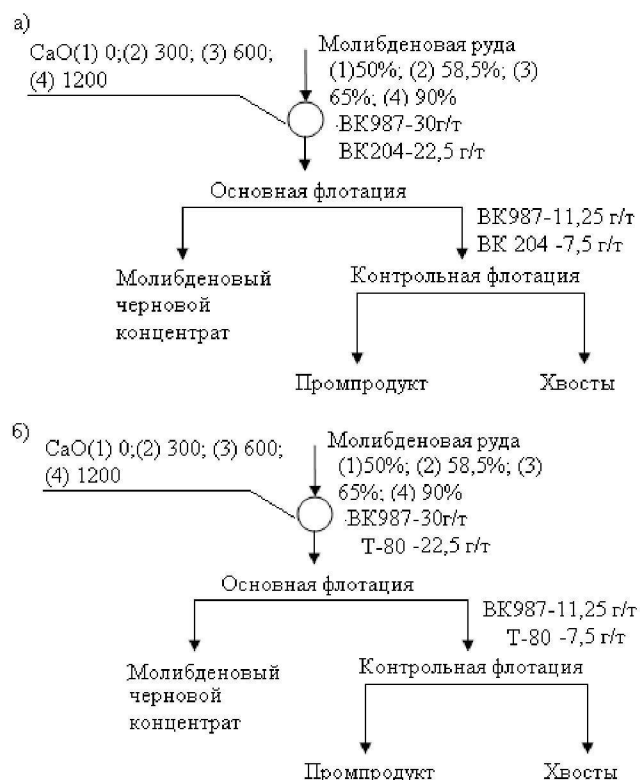 а)
CaO(1) 0;(2) 300; (3) 600;
(4) 1200
Молибденовая руда
(1)50%; (2) 58,5%; (3)
65%; (4) 90%
·ВК987-30г/т
ВК204-22,5 г/т
Основная флотация
ВК987-11,25 г/т
ВК 204 -7,5 г/т
Молибденовый
черновой
концентрат
Контрольная флотация
Промпродукт
Хвосты
б)
CaO(1) 0;(2) 300; (3) 600;
(4) 1200
Молибденовая руда
(1)50%; (2) 58,5%; (3)
65%; (4) 90%
·ВК987-30г/т
Т-80 -22,5 г/т
Основная флотация
ВК987-11,25 г/т
Т-80 -7,5 г/т
Молибденовый
черновой
концентрат
Контрольная флотация
Промпродукт
Хвосты